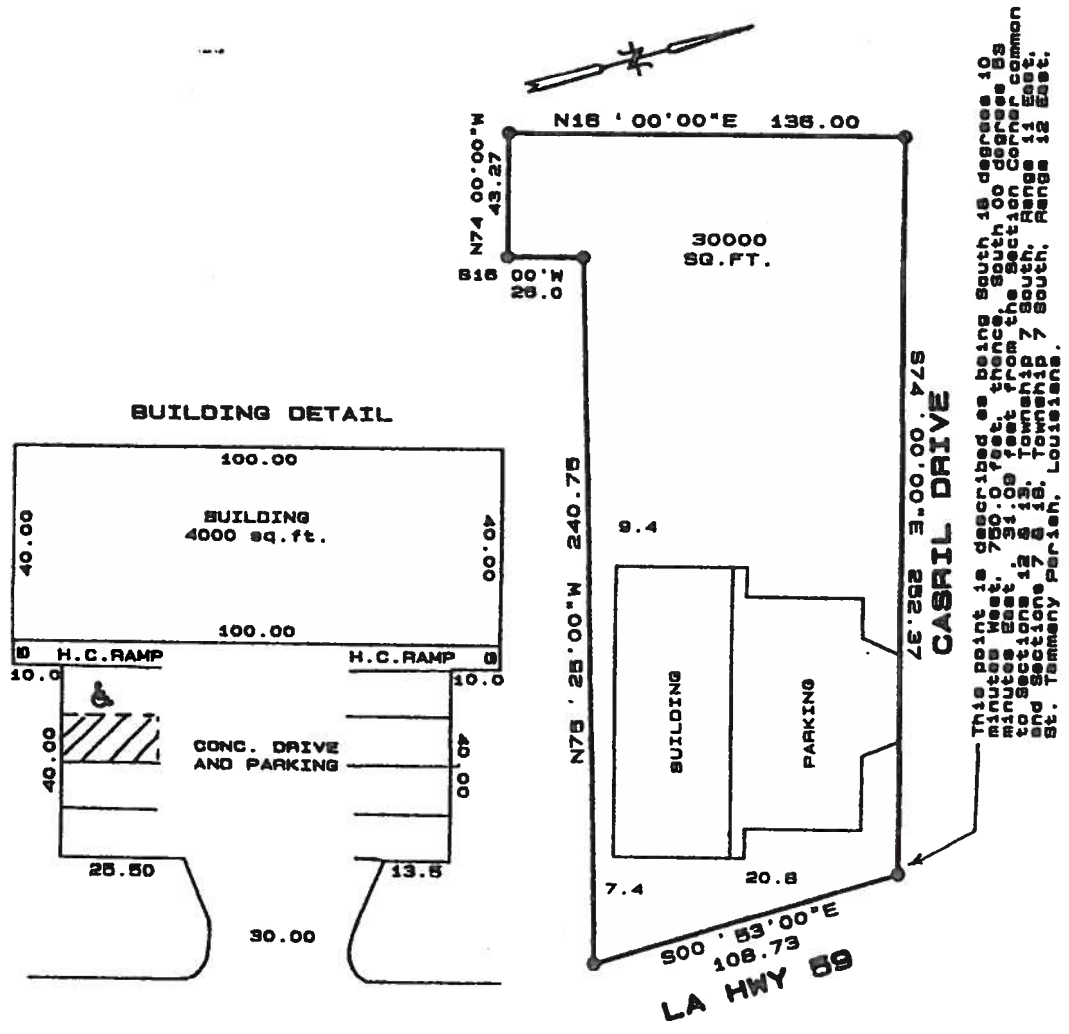 N16 ' 00'00"E 136.00
N74 '00.00"W
43.27
S16 00'W
26.0
30000
SQ.FT.
S74 ' 00'00"E 252.37
CASRIL DRIVE
This point is described as being South 16 degrees 10
minutes West, 750.0 feet, thence, South 00 degrees 53
minutes East , 31.09 feet from the Section Corner common
to Sections 12 & 13, Township 7 South, Range 11 East,
and Sections 7 & 18, Township 7 South, Range 12 East,
St. Tammany Parish, Louisiana.
N75 ' 25'00"W 240.75
9.4
BUILDING
PARKING
7.4
20.8
S00 ' 53'00"E
108.73
LA HWY 59
BUILDING DETAIL
100.00
BUILDING
4000 sq.ft.
40.00
40.00
100.00
H.C.RAMP
H.C.RAMP
10.0
10.0
CONC. DRIVE
AND PARKING
40.00
40.00
25.50
13.5
30.00